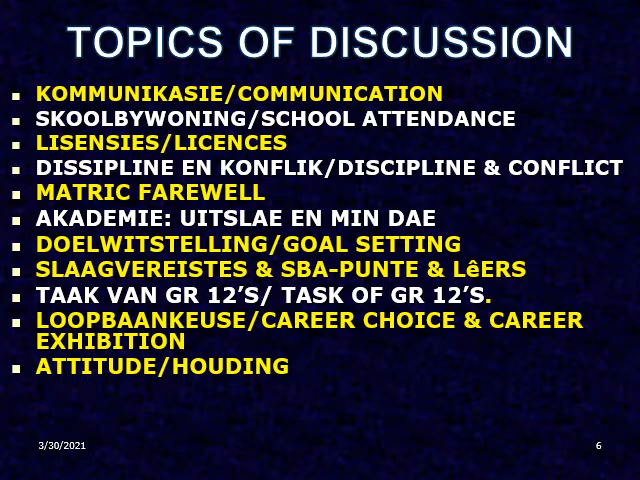 TOPICS OF DISCUSSION
KOMMUNIKASIE/COMMUNICATION
SKOOLBYWONING/SCHOOL ATTENDANCE
LISENSIES/LICENCES
DISSIPLINE EN KONFLIK/DISCIPLINE & CONFLICT
MATRIC FAREWELL
AKADEMIE: UITSLAE EN MIN DAE
DOELWITSTELLING/GOAL SETTING
SLAAGVEREISTES & SBA-PUNTE & LêERS
TAAK VAN GR 12’S/ TASK OF GR 12’S.
LOOPBAANKEUSE/CAREER CHOICE & CAREER
EXHIBITION
ATTITUDE/HOUDING
3/30/2021
6